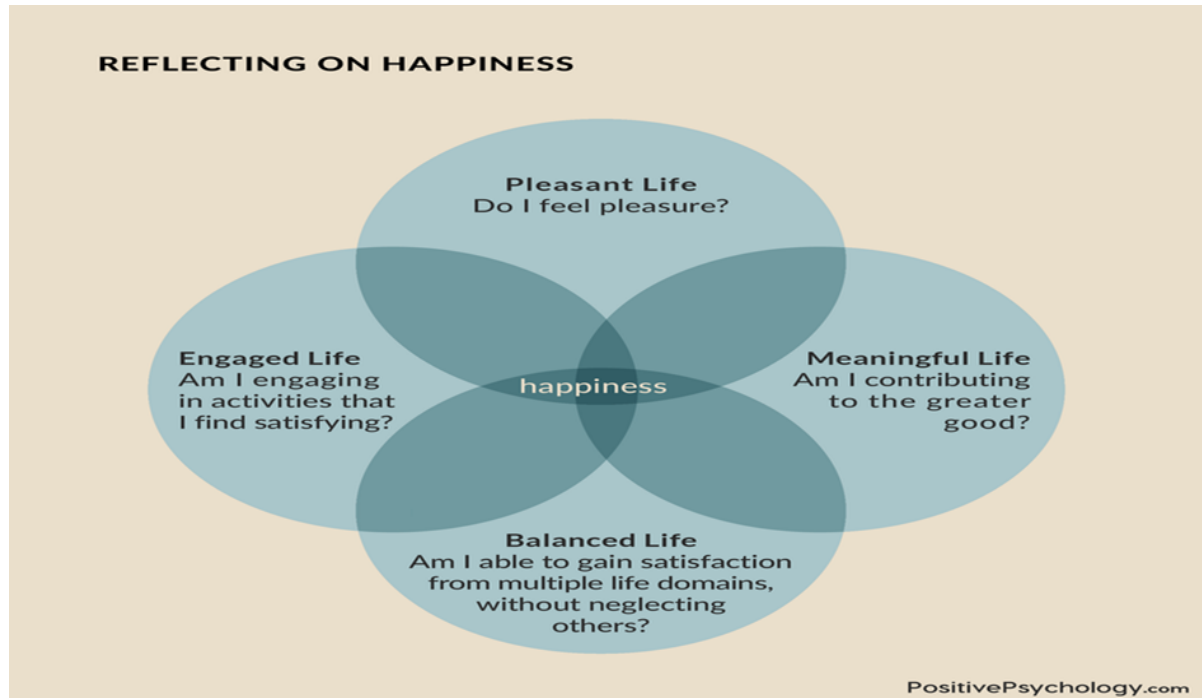 REFLECTING ON HAPPINESS
Pleasant Life
Do I feel pleasure?
Engaged Life
Am I engaging
in activities that
I find satisfying?
happiness
Meaningful Life
Am I contributing
to the greater
good?
Balanced Life
Am I able to gain satisfaction
from multiple life domains,
without neglecting
others?
PositivePsychology.com